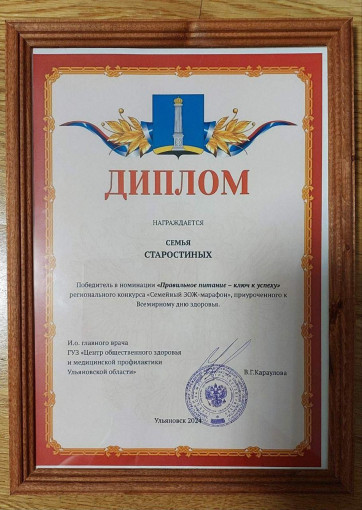 ДИПЛОМ
НАГРАЖДАЕТСЯ
СЕМЬЯ
СТАРОСТИНЫХ
Победитель в номинации «Правильное питание – ключ к успеху»
регионального конкурса «Семейный ЗОЖ-марафон», приуроченного к
Всемирному дню здоровья.
И.о. главного врача
ГУЗ «Центр общественного здоровья
и медицинской профилактики
Ульяновской области»
В.Г.Караулова
Ульяновск 2024